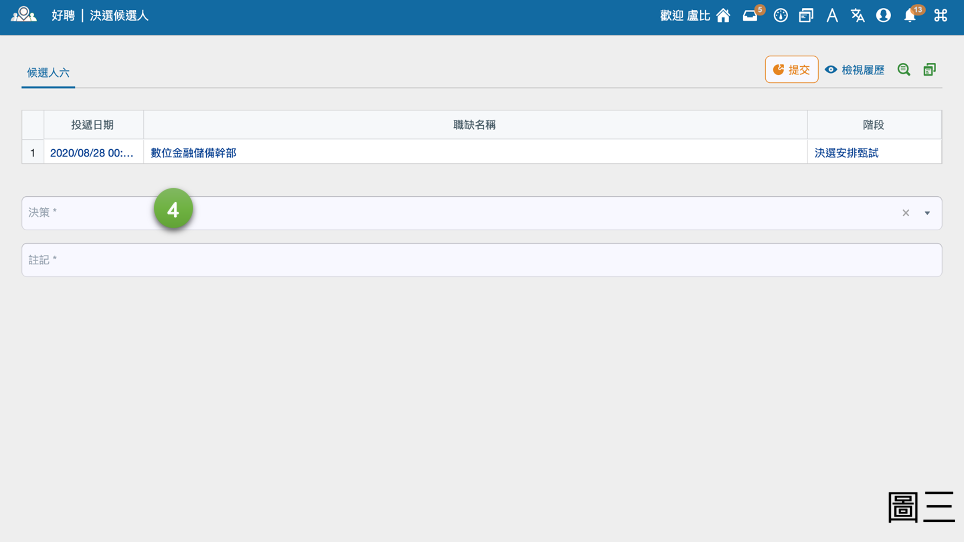 好聘 | 決選候選人
歡迎 盧比 5 13
候選人六
提交 檢視履歷
投遞日期 職缺名稱 階段
1 2020/08/28 00:... 數位金融儲備幹部 決選安排甄試
決策 *
4
註記 *
圖三